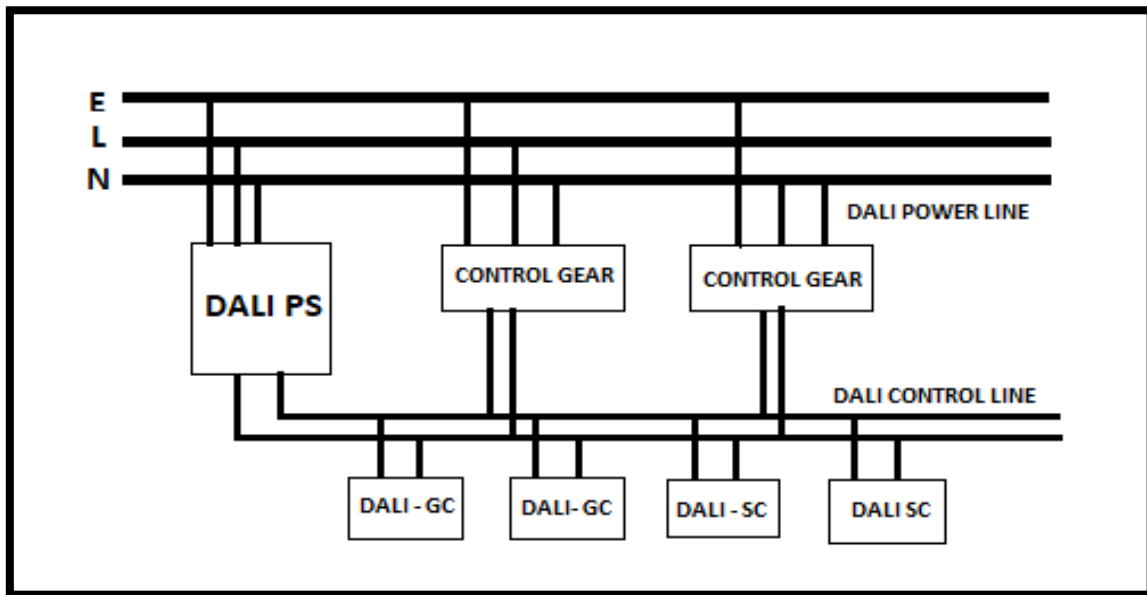 E
L
N
DALI POWER LINE
DALI PS
CONTROL GEAR
CONTROL GEAR
DALI CONTROL LINE
DALI - GC
DALI- GC
DALI - SC
DALI SC